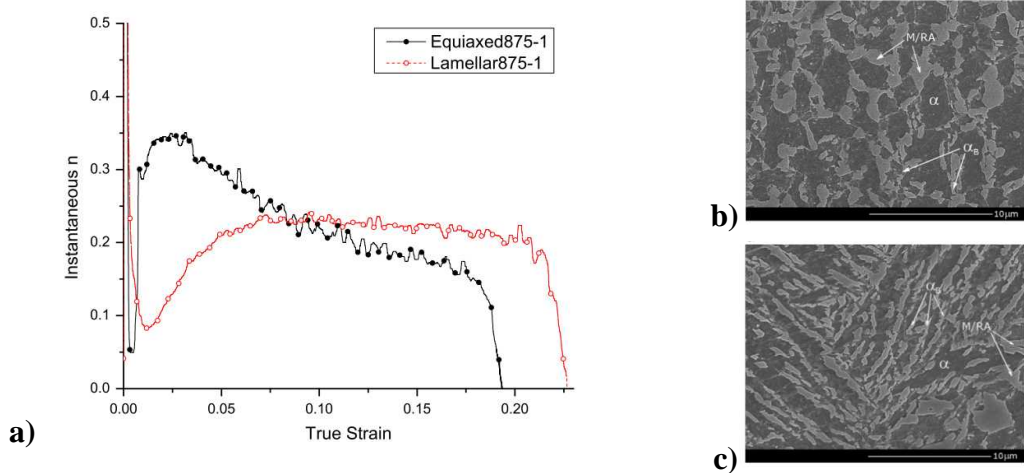 0.5
0.4
0.3
0.2
0.1
0.0
Instantaneous n
0.00
0.05
0.10
0.15
0.20
True Strain
Equiaxed875-1
Lamellar875-1
a)
M/RA
α
αB
10μm
b)
αB
M/RA
α
10μm
c)